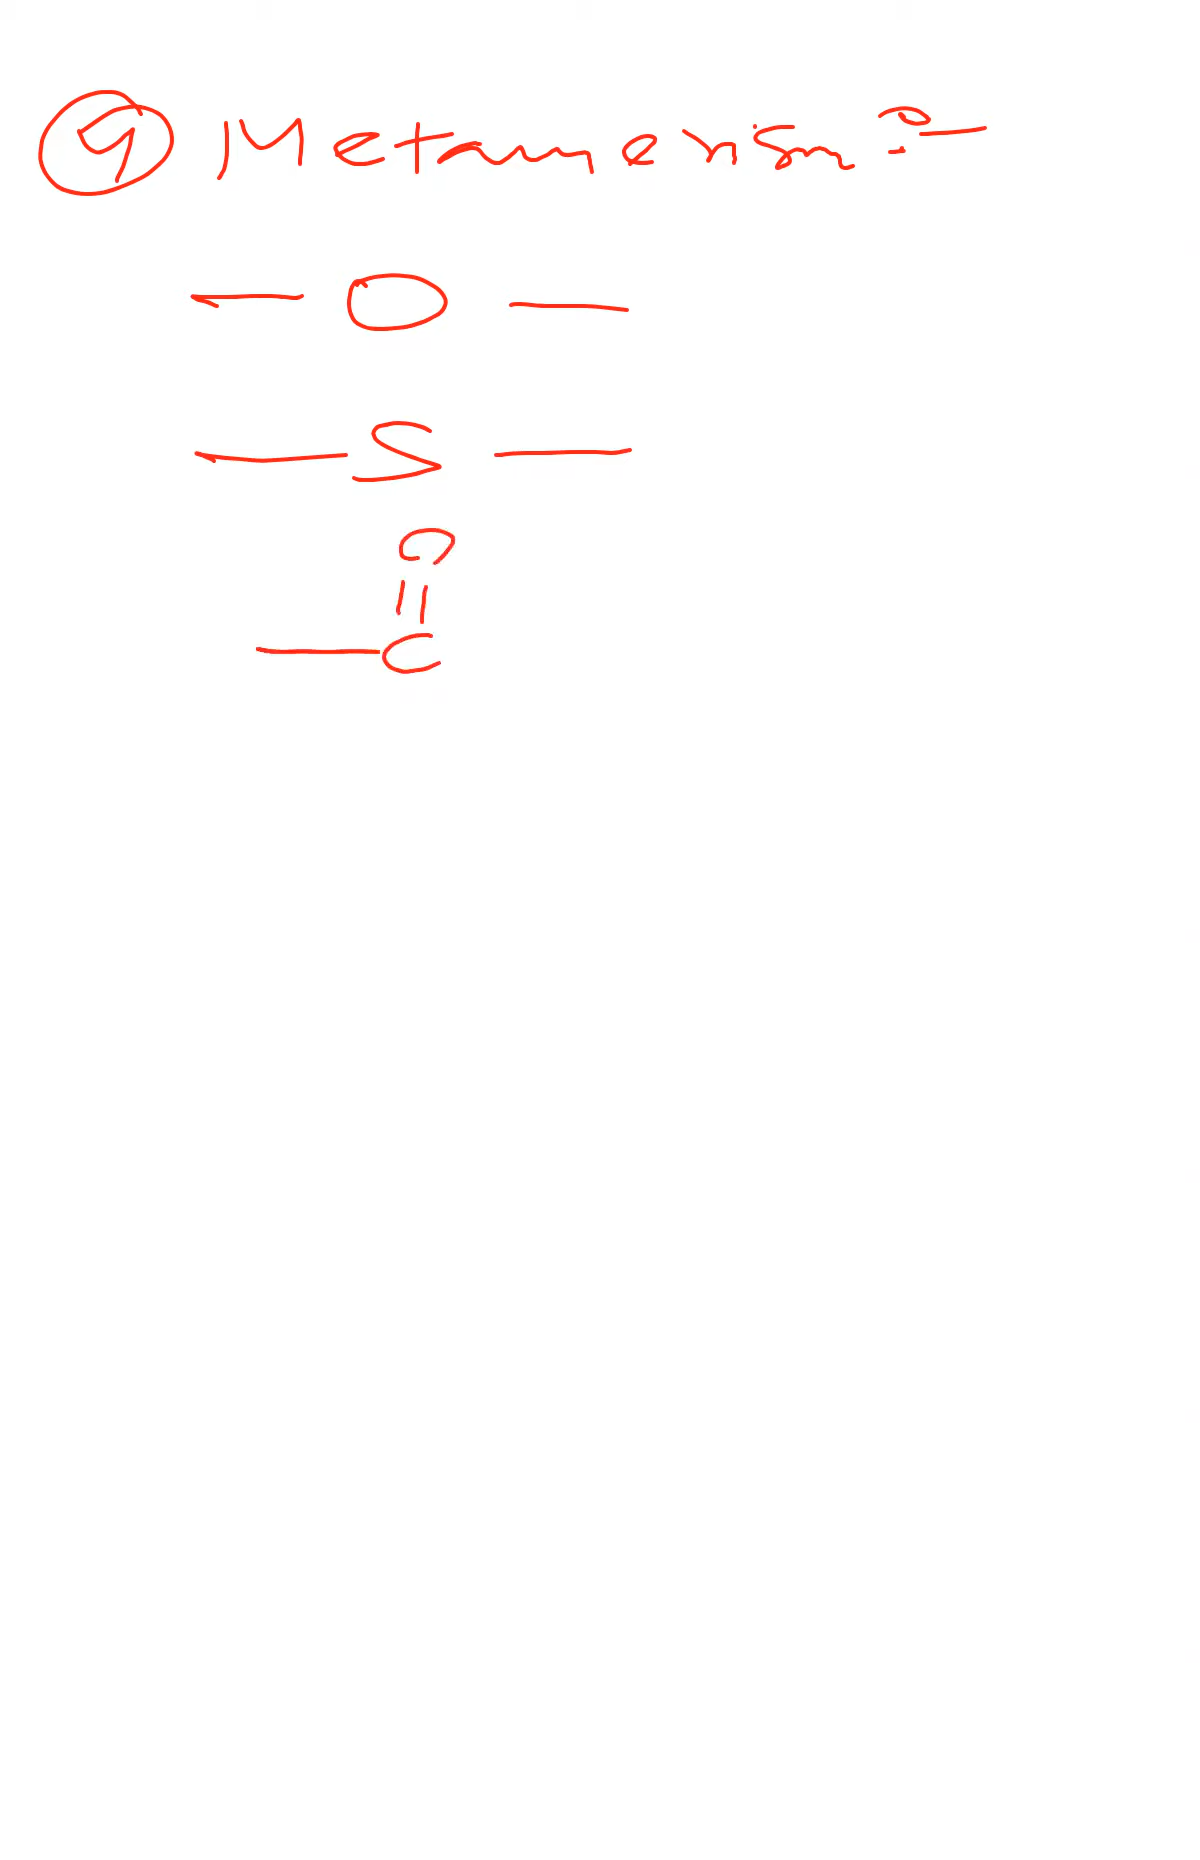 9 Metamerism :-
— O —
— S —
O
||
— C